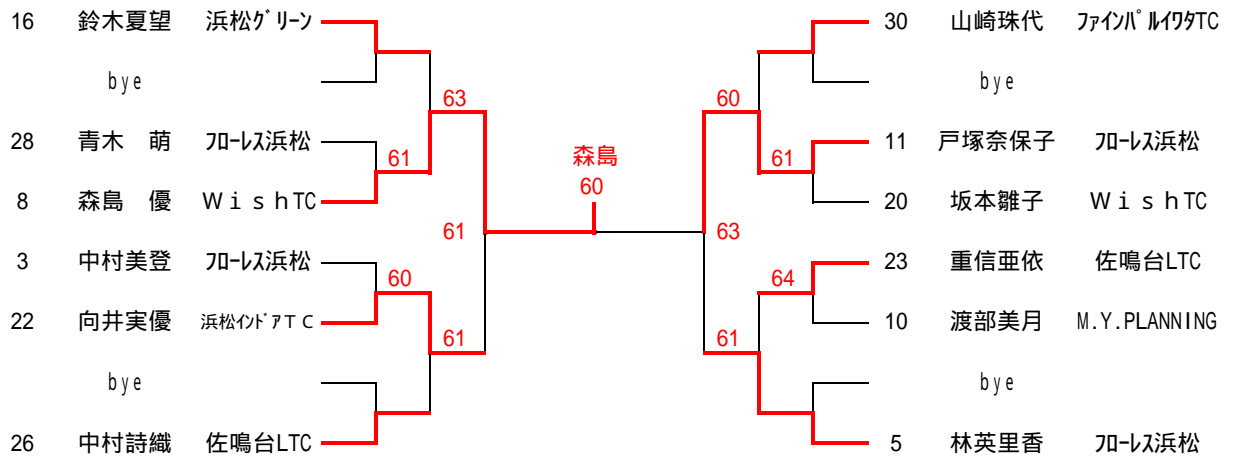 16 鈴木夏望 浜松グリーン
bye
63
28 青木 萌 フローレス浜松
61
8 森島 優 ＷｉｓｈTC
61
3 中村美登 フローレス浜松
60
22 向井実優 浜松インドアＴＣ
61
bye
26 中村詩織 佐鳴台LTC
森島
60
30 山崎珠代 ファインパルイワタTC
bye
60
11 戸塚奈保子 フローレス浜松
61
20 坂本雛子 ＷｉｓｈTC
63
23 重信亜依 佐鳴台LTC
64
10 渡部美月 M.Y.PLANNING
61
bye
5 林英里香 フローレス浜松